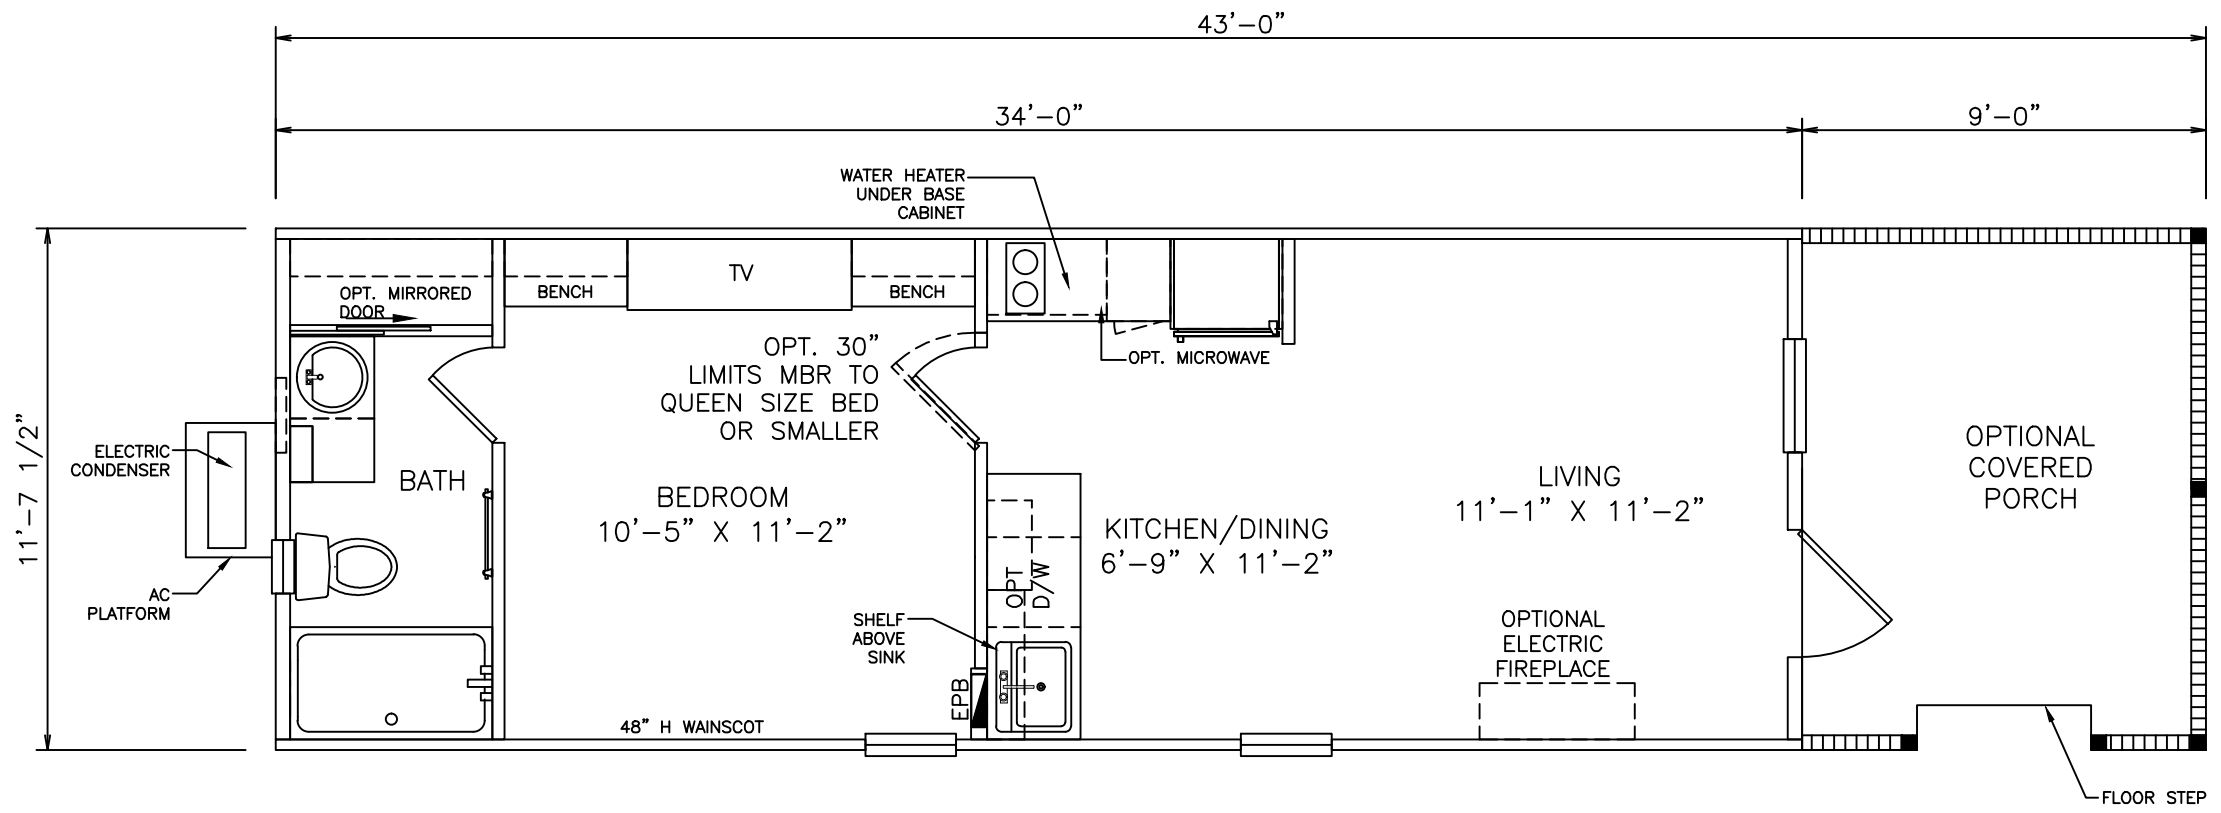 43'-0"
34'-0"
9'-0"
WATER HEATER
UNDER BASE
CABINET
TV
BENCH
BENCH
OPT. MIRRORED
DOOR
OPT. 30"
LIMITS MBR TO
QUEEN SIZE BED
OR SMALLER
OPT. MICROWAVE
11'-7 1/2"
ELECTRIC
CONDENSER
BATH
BEDROOM
10'-5" X 11'-2"
KITCHEN/DINING
6'-9" X 11'-2"
LIVING
11'-1" X 11'-2"
OPTIONAL
COVERED
PORCH
AC
PLATFORM
OPT
D/W
SHELF
ABOVE
SINK
OPTIONAL
ELECTRIC
FIREPLACE
EPB
48" H WAINSCOT
FLOOR STEP